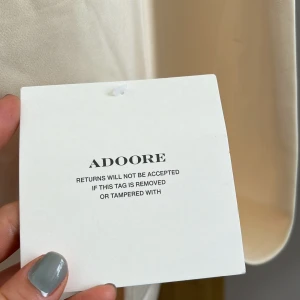 ADOORE
RETURNS WILL NOT BE ACCEPTED
IF THIS TAG IS REMOVED
OR TAMPERED WITH